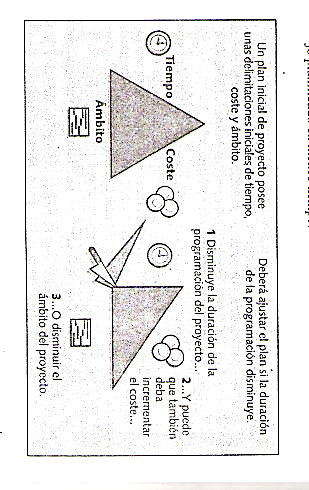 Un plan inicial de proyecto posee
unas delimitaciones iniciales de tiempo,
coste y ámbito.
Tiempo
Coste
Ámbito
Deberá ajustar el plan si la duración
de la programación disminuye.
1 Disminuye la duración de la
programación del proyecto...
2...Y puede
que también
deba
incrementar
el coste...
3...O disminuir el
ámbito del proyecto.